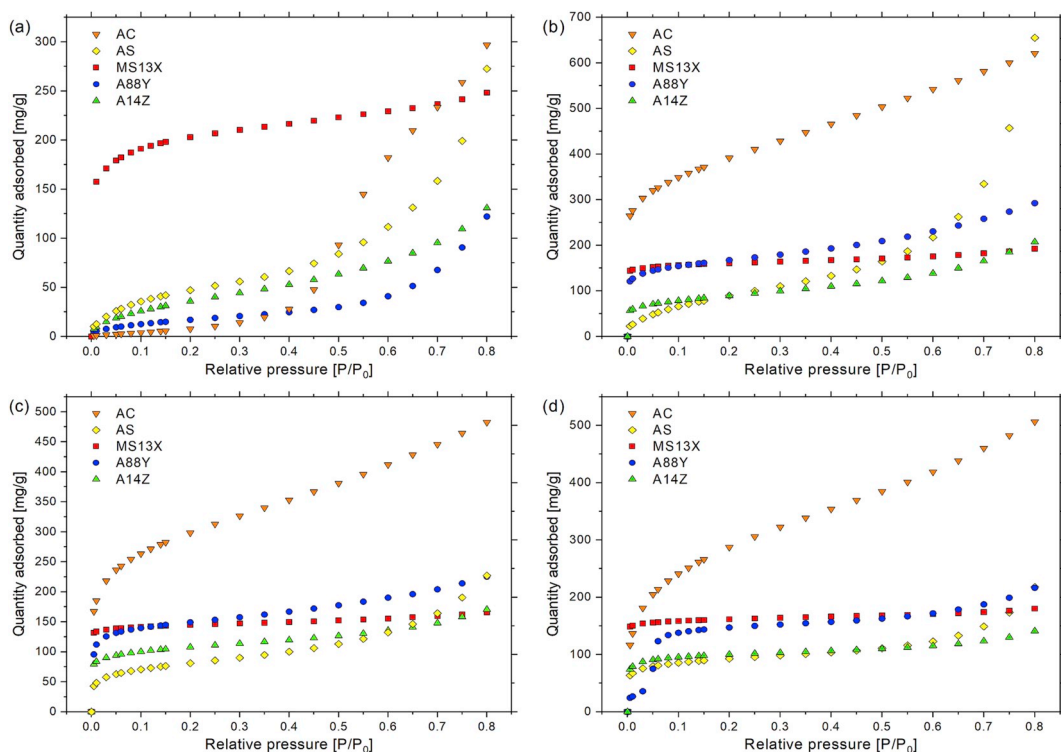 (a)
AC
AS
MS13X
A88Y
A14Z
Quantity adsorbed [mg/g]
300
250
200
150
100
50
0
0.0 0.1 0.2 0.3 0.4 0.5 0.6 0.7 0.8
Relative pressure [P/P₀]
(b)
AC
AS
MS13X
A88Y
A14Z
Quantity adsorbed [mg/g]
700
600
500
400
300
200
100
0
0.0 0.1 0.2 0.3 0.4 0.5 0.6 0.7 0.8
Relative pressure [P/P₀]
(c)
AC
AS
MS13X
A88Y
A14Z
Quantity adsorbed [mg/g]
500
450
400
350
300
250
200
150
100
50
0
0.0 0.1 0.2 0.3 0.4 0.5 0.6 0.7 0.8
Relative pressure [P/P₀]
(d)
AC
AS
MS13X
A88Y
A14Z
Quantity adsorbed [mg/g]
500
400
300
200
100
0
0.0 0.1 0.2 0.3 0.4 0.5 0.6 0.7 0.8
Relative pressure [P/P₀]